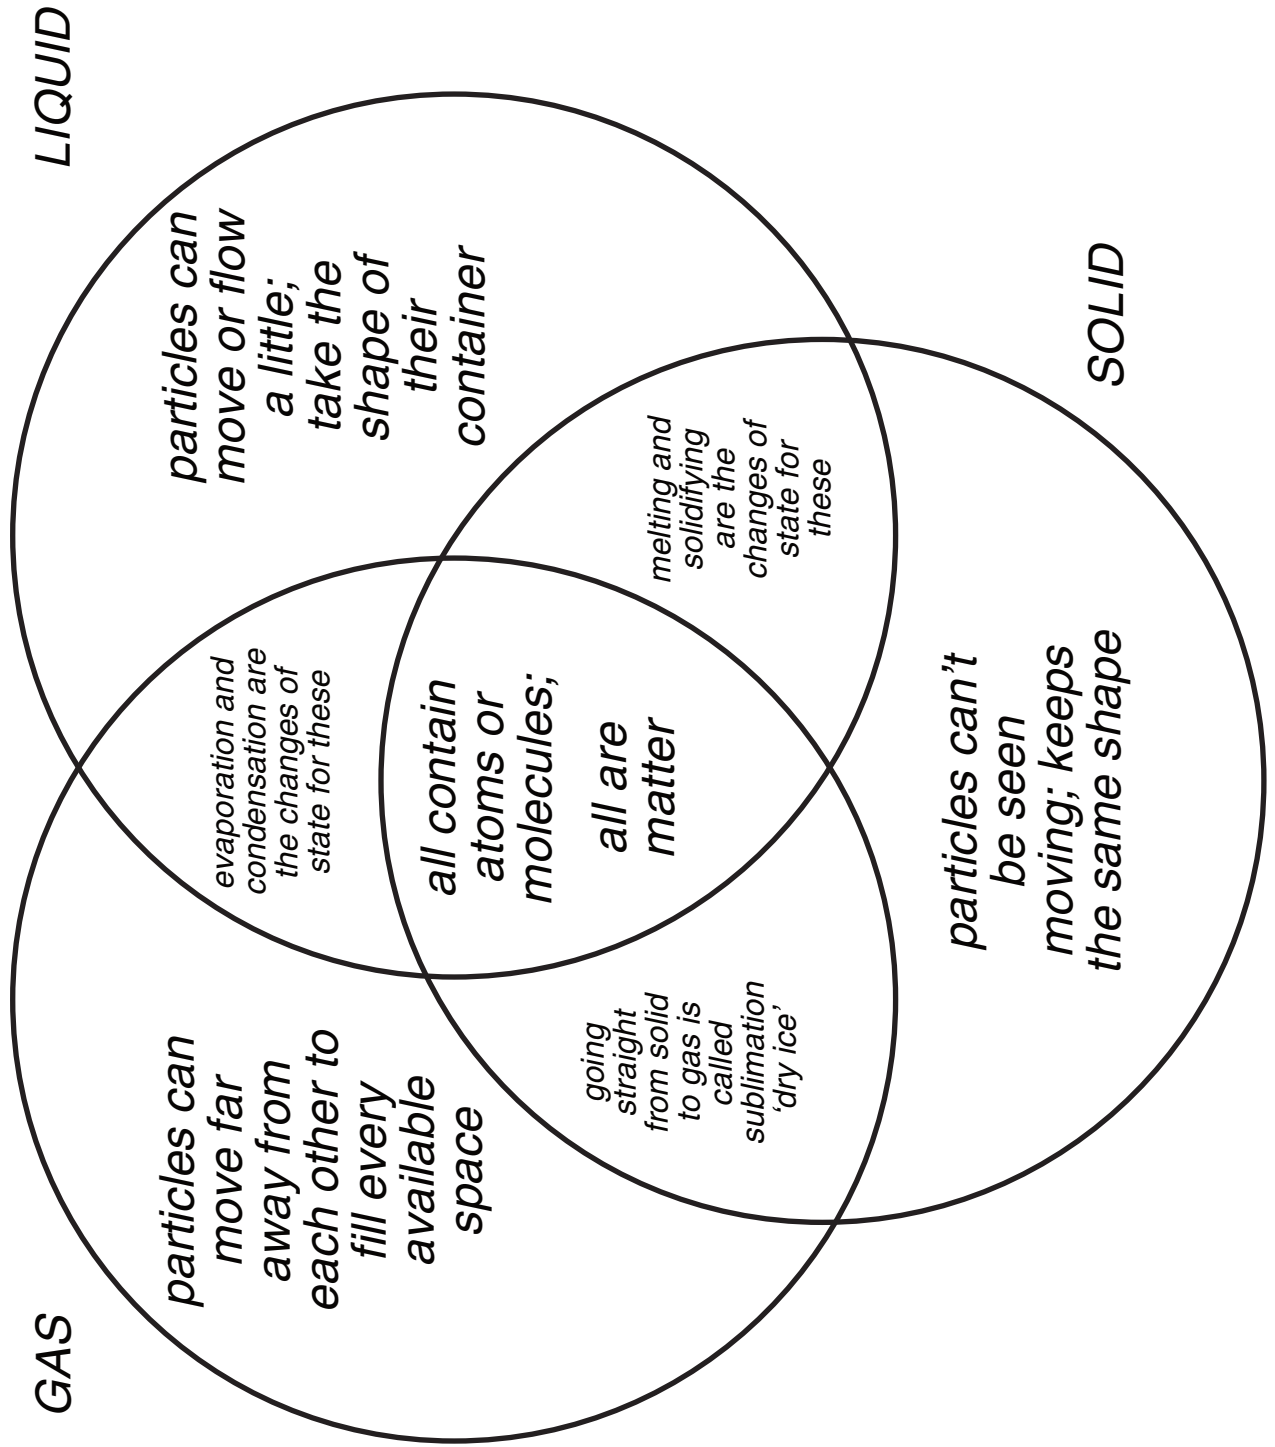 GAS
LIQUID
particles can
move far
away from
each other to
fill every
available
space
evaporation and
condensation are
the changes of
state for these
particles can
move or flow
a little;
take the
shape of
their
container
all contain
atoms or
molecules;
all are
matter
going
straight
from solid
to gas is
called
sublimation
‘dry ice’
melting and
solidifying
are the
changes of
state for
these
particles can’t
be seen
moving; keeps
the same shape
SOLID